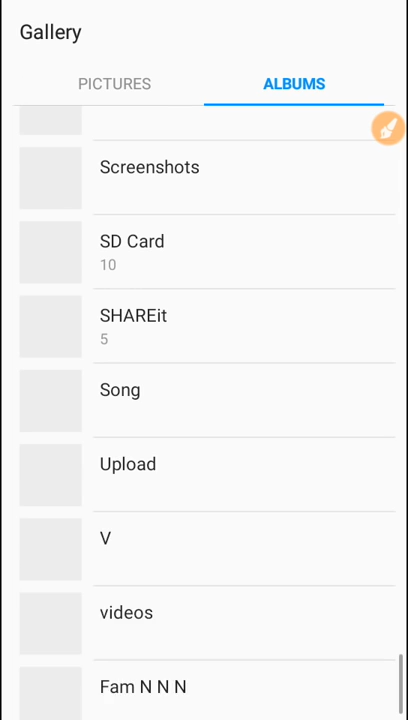 Gallery
PICTURES
ALBUMS
Screenshots
SD Card
10
SHAREit
5
Song
Upload
V
videos
Fam N N N